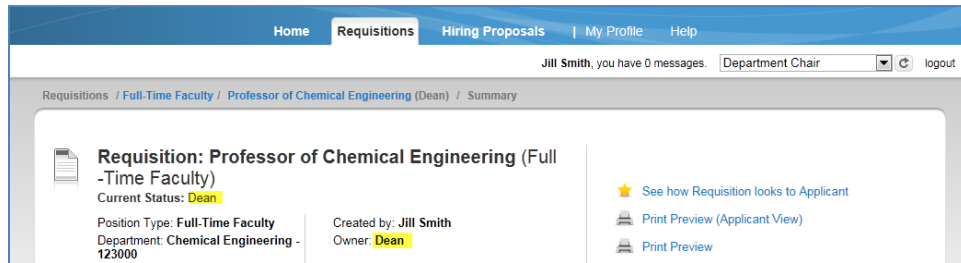 Home Requisitions Hiring Proposals | My Profile Help
Jill Smith, you have 0 messages. Department Chair logout
Requisitions / Full-Time Faculty / Professor of Chemical Engineering (Dean) / Summary
Requisition: Professor of Chemical Engineering (Full
-Time Faculty)
Current Status: Dean
Position Type: Full-Time Faculty
Department: Chemical Engineering -
123000
Created by: Jill Smith
Owner: Dean
See how Requisition looks to Applicant
Print Preview (Applicant View)
Print Preview